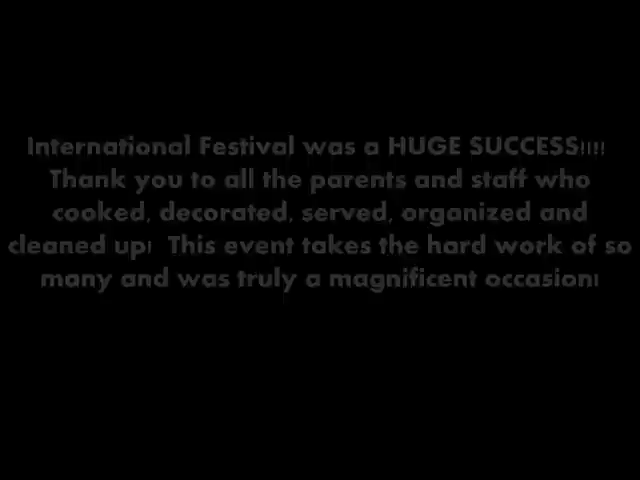 International Festival was a HUGE SUCCESS!!!!
Thank you to all the parents and staff who
cooked, decorated, served, organized and
cleaned up!  This event takes the hard work of so
many and was truly a magnificent occasion!